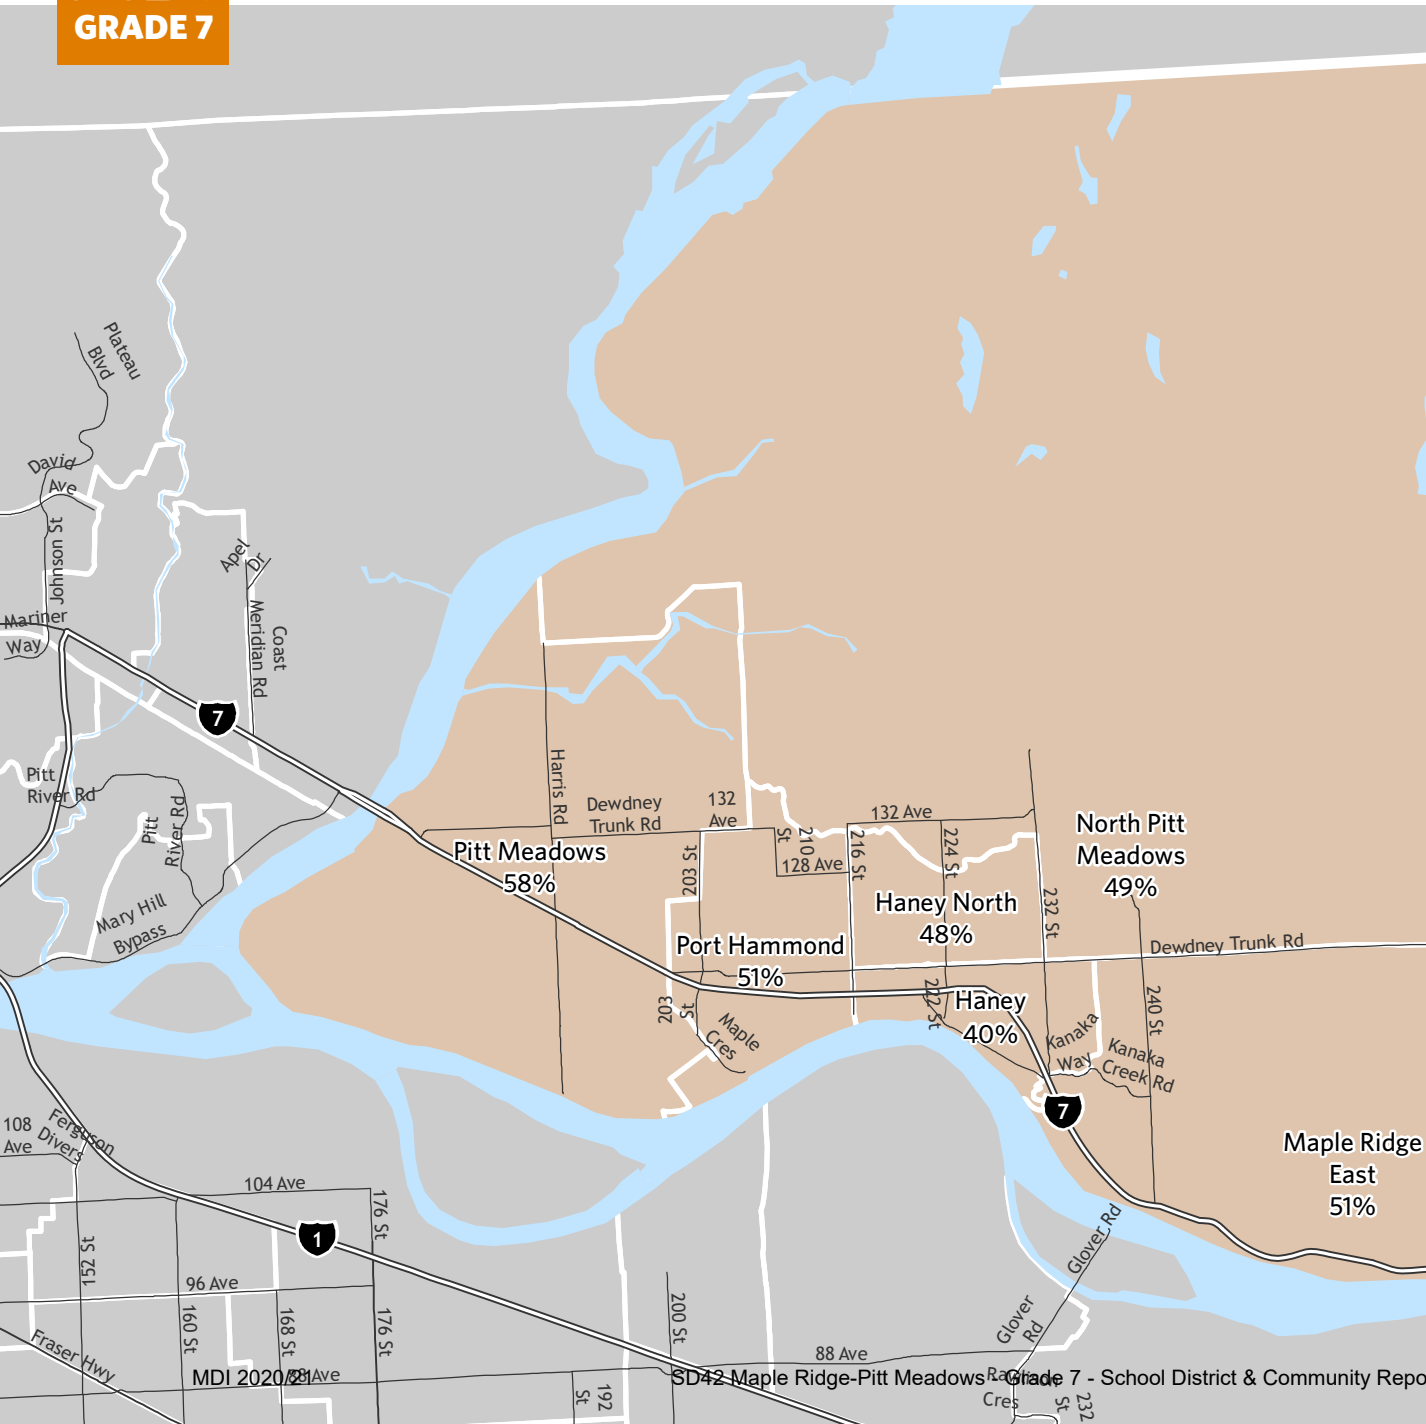 GRADE 7
Plateau
Blvd
David
Ave
Johnson St
Apel
Dr
Mariner
Way
Coast
Meridian Rd
7
Pitt
River Rd
Pitt
River Rd
Mary Hill
Bypass
Harris Rd
Dewdney
Trunk Rd
132
Ave
132 Ave
210
St
128 Ave
216 St
224 St
203 St
232 St
Pitt Meadows
58%
North Pitt
Meadows
49%
Haney North
48%
Port Hammond
51%
Dewdney Trunk Rd
Haney
40%
222 St
203
St
Maple
Cres
Kanaka
Way
Kanaka
Creek Rd
240 St
7
Maple Ridge
East
51%
108
Ave
Ferguson
Divers
104 Ave
176 St
1
152 St
96 Ave
160 St
168 St
176 St
Fraser Hwy
88 Ave
192
St
200 St
88 Ave
Glover Rd
Glover
Rd
Cres
232
St
MDI 2020/21
SD42 Maple Ridge-Pitt Meadows - Grade 7 - School District & Community Repo